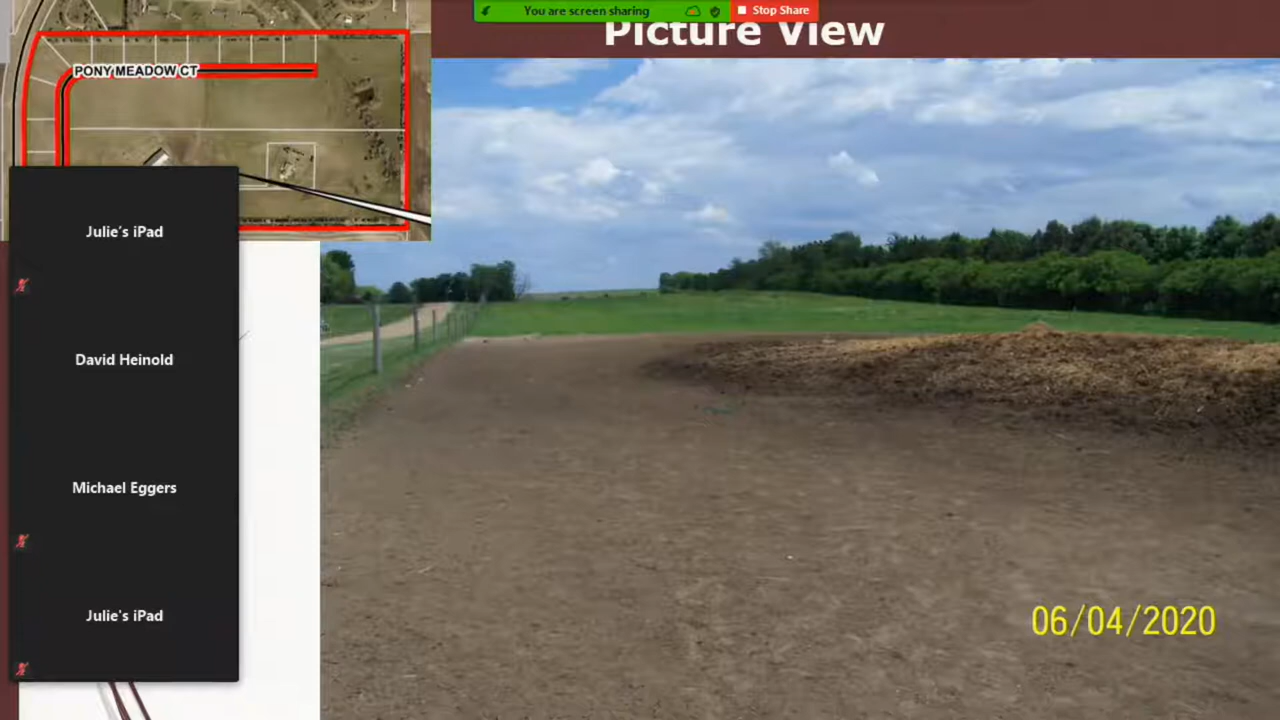 You are screen sharing
Stop Share
Picture View
PONY MEADOW CT
Julie's iPad
David Heinold
Michael Eggers
Julie's iPad
06/04/2020